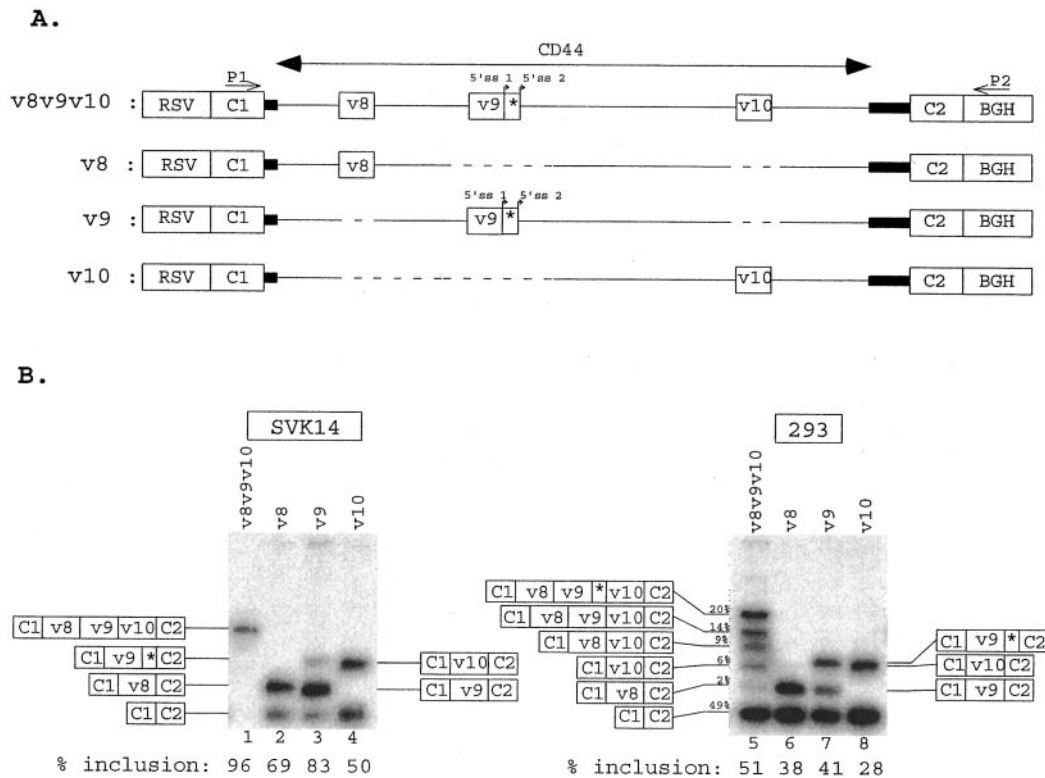 A.
CD44
P1 5'ss 1 5'ss 2 P2
v8v9v10 : RSV C1 v8 v9 * v10 C2 BGH
v8 : RSV C1 v8 C2 BGH
5'ss 1 5'ss 2
v9 : RSV C1 v9 * C2 BGH
v10 : RSV C1 v10 C2 BGH
B.
SVK14
v8v9v10 v8 v9 v10
C1 v8 v9 v10 C2
C1 v9 * C2
C1 v8 C2
C1 C2
C1 v10 C2
C1 v9 C2
1 2 3 4
% inclusion: 96 69 83 50
293
v8v9v10 v8 v9 v10
C1 v8 v9 * v10 C2 20%
C1 v8 v9 v10 C2 14%
C1 v8 v10 C2 9%
C1 v10 C2 6%
C1 v8 C2 2%
C1 C2 49%
C1 v9 * C2
C1 v10 C2
C1 v9 C2
5 6 7 8
% inclusion: 51 38 41 28